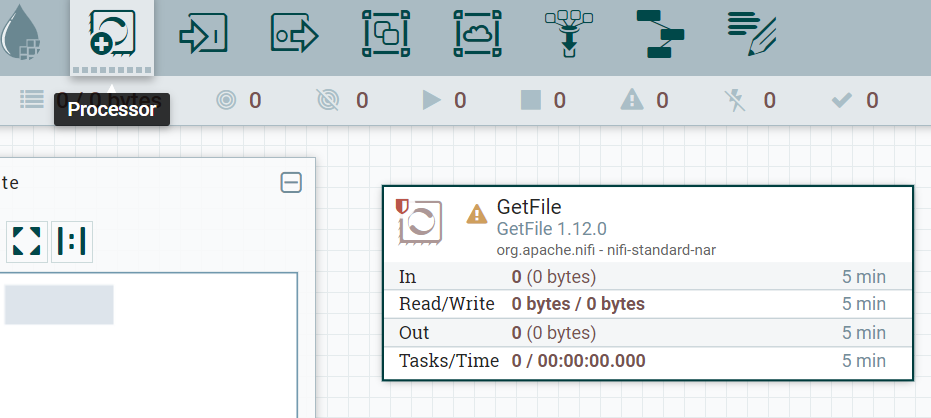 0 / 0 bytes 0 0 0 0 0 0 0
Processor
te
GetFile
GetFile 1.12.0
org.apache.nifi - nifi-standard-nar
In 0 (0 bytes) 5 min
Read/Write 0 bytes / 0 bytes 5 min
Out 0 (0 bytes) 5 min
Tasks/Time 0 / 00:00:00.000 5 min